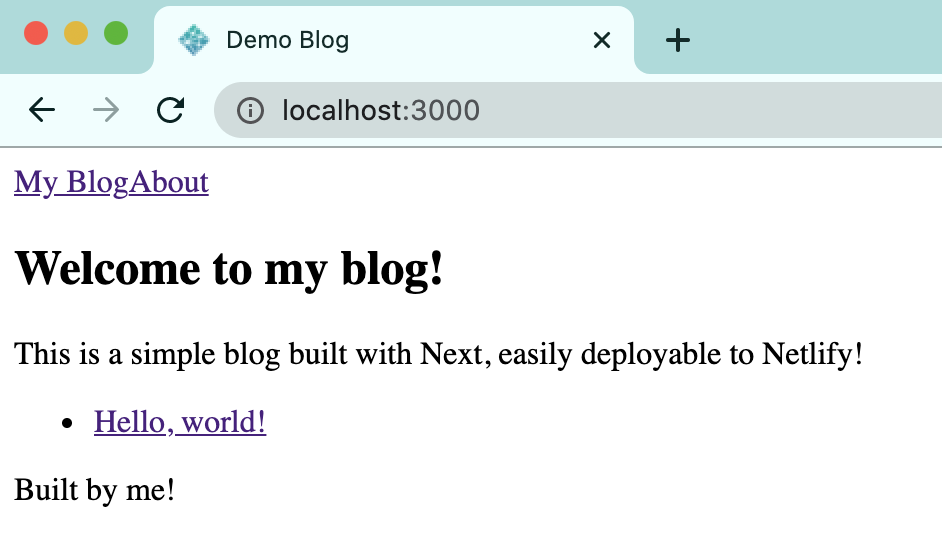 Demo Blog
localhost:3000
My BlogAbout
Welcome to my blog!
This is a simple blog built with Next, easily deployable to Netlify!
Hello, world!
Built by me!